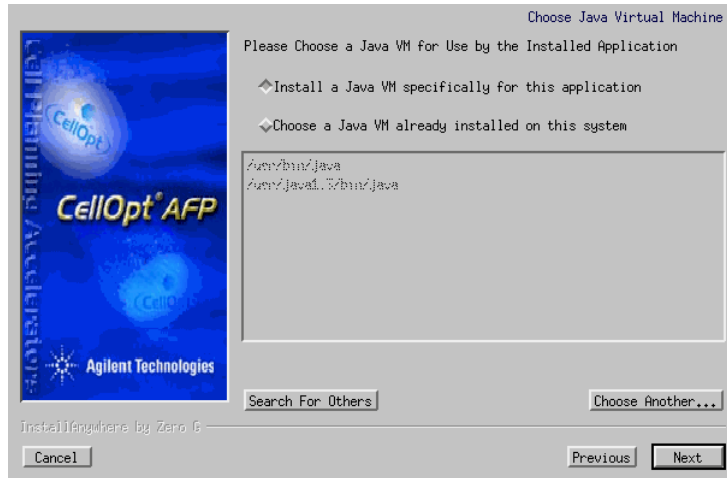 Choose Java Virtual Machine
Please Choose a Java VM for Use by the Installed Application
Install a Java VM specifically for this application
Choose a Java VM already installed on this system
/usr/bin/java
/usr/java1.3/bin/java
CellOpt
CellOpt® AFP
CellOpt
Agilent Technologies
Search For Others
Choose Another...
InstallAnywhere by Zero G
Cancel
Previous
Next